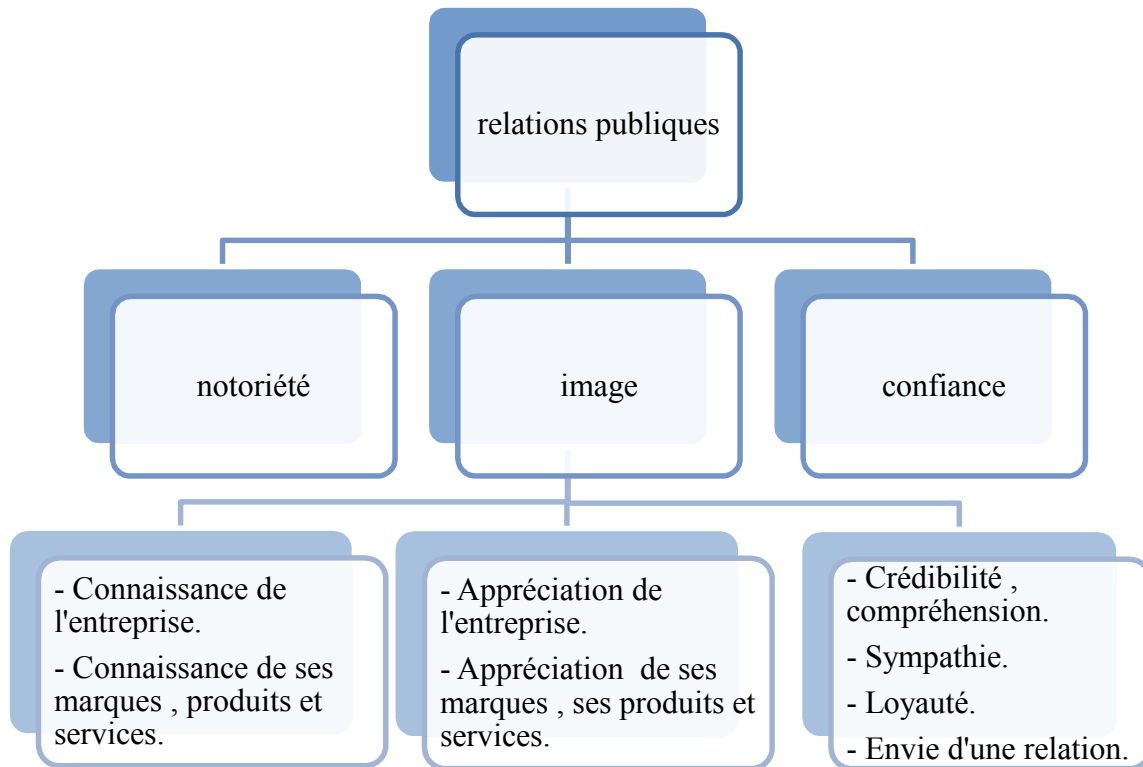 relations publiques
notoriété
image
confiance
- Connaissance de
l'entreprise.
- Connaissance de ses
marques , produits et
services.
- Appréciation de
l'entreprise.
- Appréciation de ses
marques , ses produits et
services.
- Crédibilité ,
compréhension.
- Sympathie.
- Loyauté.
- Envie d'une relation.